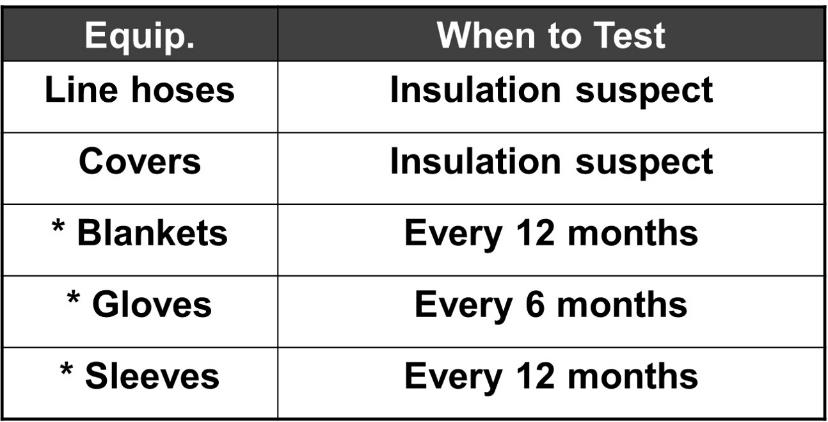 Equip. When to Test
Line hoses Insulation suspect
Covers Insulation suspect
* Blankets Every 12 months
* Gloves Every 6 months
* Sleeves Every 12 months